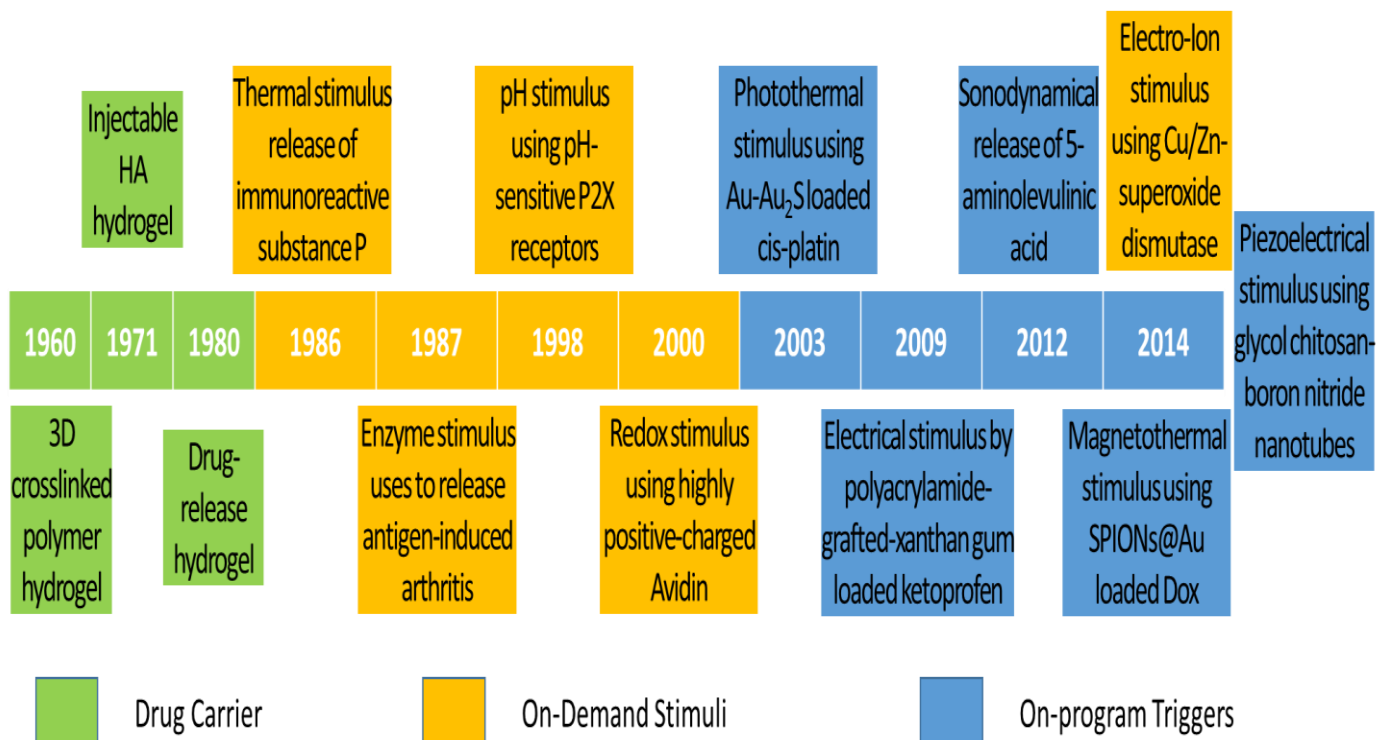 Injectable
HA
hydrogel
Thermal stimulus
release of
immunoreactive
substance P
pH stimulus
using pH-
sensitive P2X
receptors
Photothermal
stimulus using
Au-Au₂S loaded
cis-platin
Sonodynamical
release of 5-
aminolevulinic
acid
Electro-Ion
stimulus
using Cu/Zn-
superoxide
dismutase
Piezoelectrical
stimulus using
glycol chitosan-
boron nitride
nanotubes
1960 1971 1980 1986 1987 1998 2000 2003 2009 2012 2014
3D
crosslinked
polymer
hydrogel
Drug-
release
hydrogel
Enzyme stimulus
uses to release
antigen-induced
arthritis
Redox stimulus
using highly
positive-charged
Avidin
Electrical stimulus by
polyacrylamide-
grafted-xanthan gum
loaded ketoprofen
Magnetothermal
stimulus using
SPIONs@Au
loaded Dox
Drug Carrier
On-Demand Stimuli
On-program Triggers